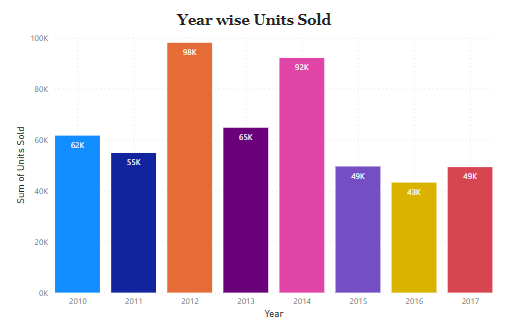 Year wise Units Sold
Sum of Units Sold
100K
80K
60K
40K
20K
0K
62K
55K
98K
65K
92K
49K
43K
49K
2010 2011 2012 2013 2014 2015 2016 2017
Year